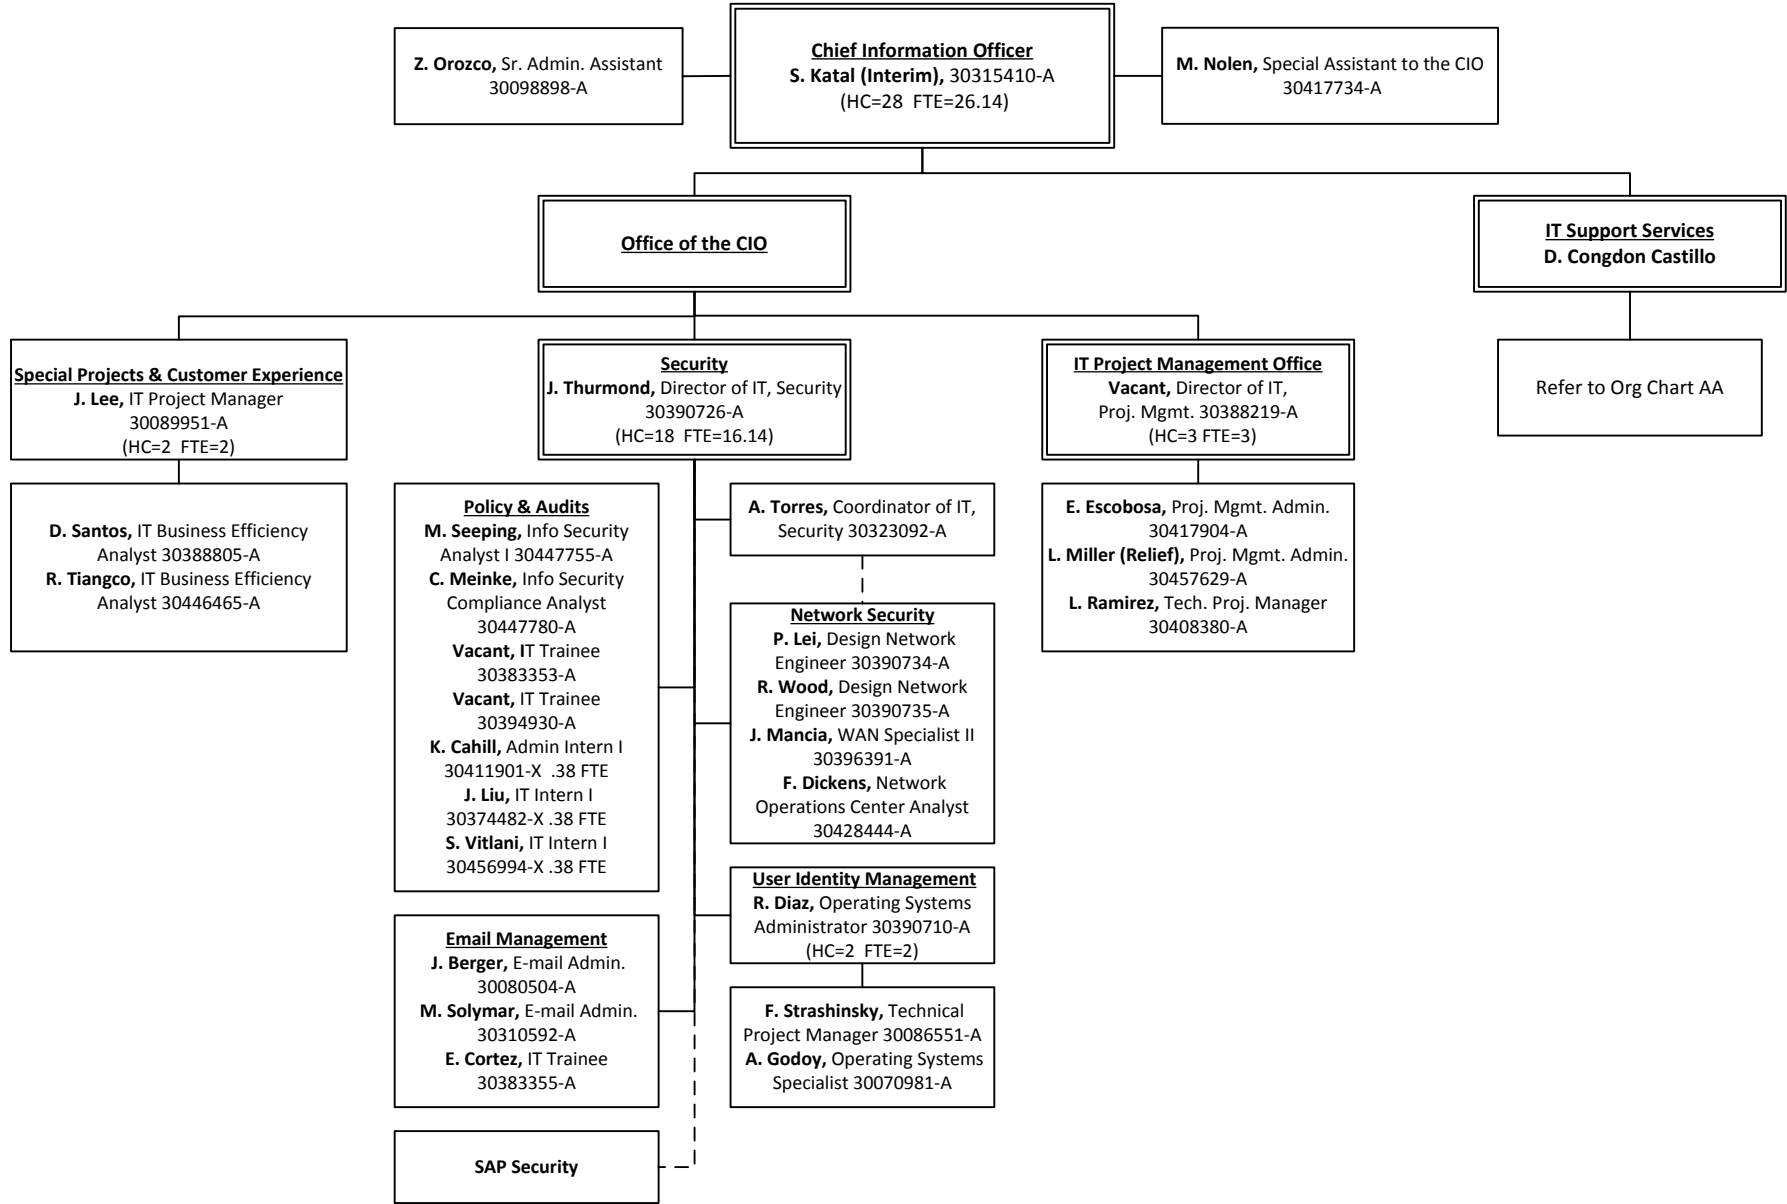 Z. Orozco, Sr. Admin. Assistant
30098898-A
Chief Information Officer
S. Katal (Interim), 30315410-A
(HC=28 FTE=26.14)
M. Nolen, Special Assistant to the CIO
30417734-A
Office of the CIO
IT Support Services
D. Congdon Castillo
Special Projects & Customer Experience
J. Lee, IT Project Manager
30089951-A
(HC=2 FTE=2)
Security
J. Thurmond, Director of IT, Security
30390726-A
(HC=18 FTE=16.14)
IT Project Management Office
Vacant, Director of IT,
Proj. Mgmt. 30388219-A
(HC=3 FTE=3)
Refer to Org Chart AA
D. Santos, IT Business Efficiency
Analyst 30388805-A
R. Tiangco, IT Business Efficiency
Analyst 30446465-A
Policy & Audits
M. Seeping, Info Security
Analyst I 30447755-A
C. Meinke, Info Security
Compliance Analyst
30447780-A
Vacant, IT Trainee
30383353-A
Vacant, IT Trainee
30394930-A
K. Cahill, Admin Intern I
30411901-X .38 FTE
J. Liu, IT Intern I
30374482-X .38 FTE
S. Vitlani, IT Intern I
30456994-X .38 FTE
A. Torres, Coordinator of IT,
Security 30323092-A
Network Security
P. Lei, Design Network
Engineer 30390734-A
R. Wood, Design Network
Engineer 30390735-A
J. Mancia, WAN Specialist II
30396391-A
F. Dickens, Network
Operations Center Analyst
30428444-A
E. Escobosa, Proj. Mgmt. Admin.
30417904-A
L. Miller (Relief), Proj. Mgmt. Admin.
30457629-A
L. Ramirez, Tech. Proj. Manager
30408380-A
User Identity Management
R. Diaz, Operating Systems
Administrator 30390710-A
(HC=2 FTE=2)
Email Management
J. Berger, E-mail Admin.
30080504-A
M. Solymar, E-mail Admin.
30310592-A
E. Cortez, IT Trainee
30383355-A
F. Strashinsky, Technical
Project Manager 30086551-A
A. Godoy, Operating Systems
Specialist 30070981-A
SAP Security